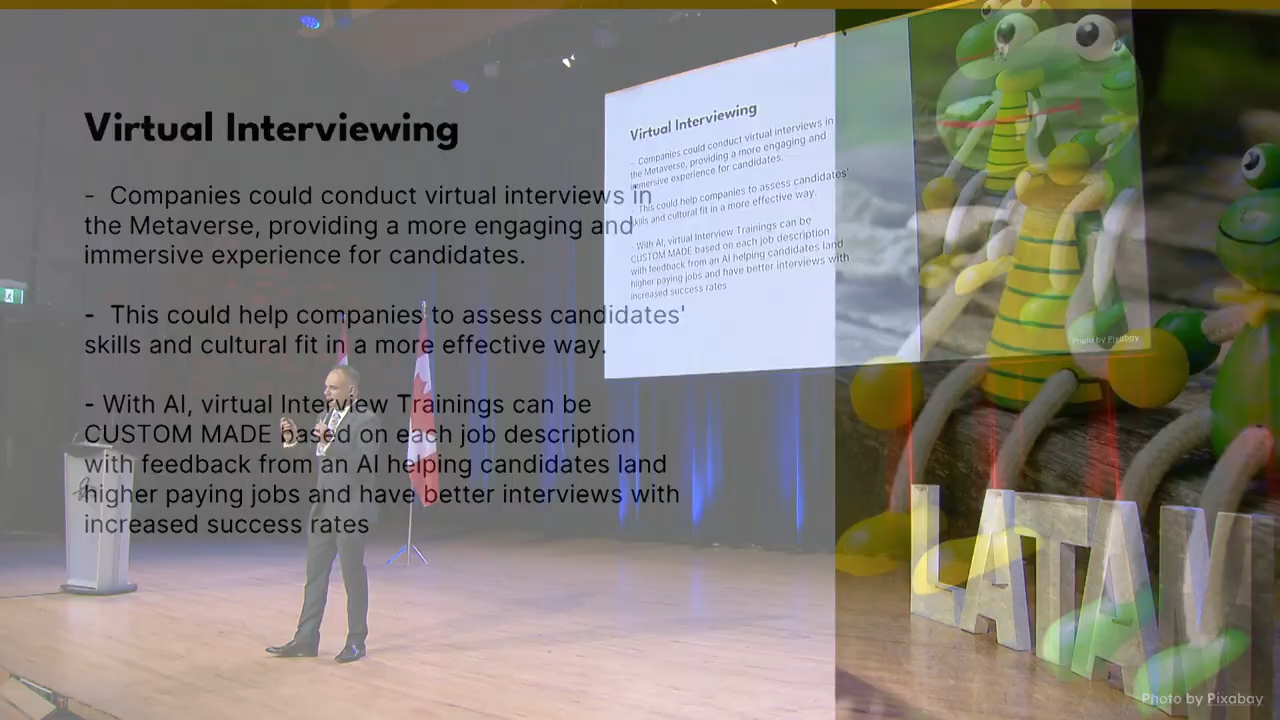 Virtual Interviewing
- Companies could conduct virtual interviews in
the Metaverse, providing a more engaging and
immersive experience for candidates.
- This could help companies to assess candidates'
skills and cultural fit in a more effective way.
- With AI, virtual Interview Trainings can be
CUSTOM MADE based on each job description
with feedback from an AI helping candidates land
higher paying jobs and have better interviews with
increased success rates
Virtual Interviewing
- Companies could conduct virtual interviews in
the Metaverse, providing a more engaging and
immersive experience for candidates.
- This could help companies to assess candidates'
skills and cultural fit in a more effective way.
- With AI, virtual Interview Trainings can be
CUSTOM MADE based on each job description
with feedback from an AI helping candidates land
higher paying jobs and have better interviews with
increased success rates
Photo by Pixabay
LATAM
Photo by Pixabay